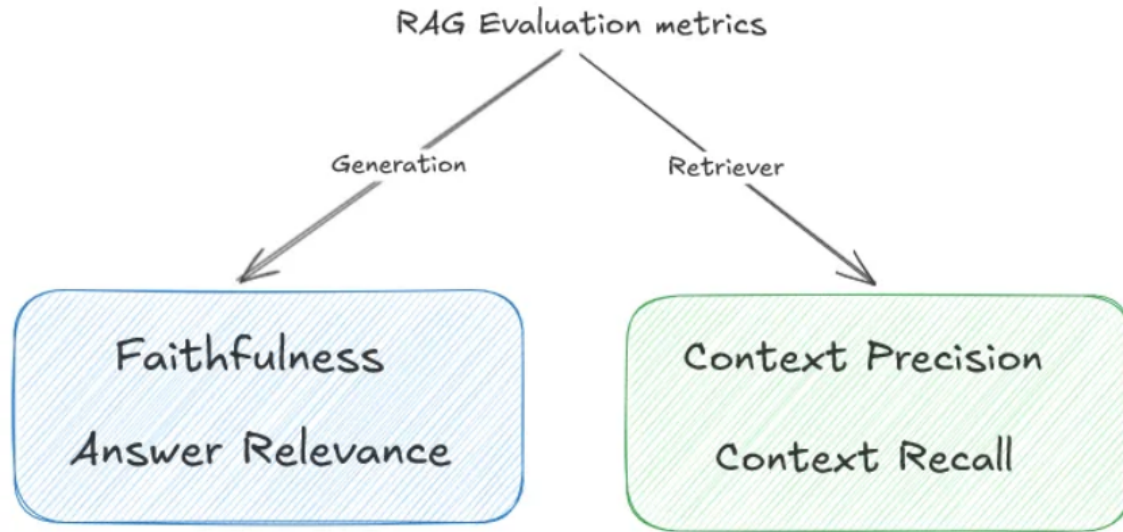 RAG Evaluation metrics
Generation
Retriever
Faithfulness
Answer Relevance
Context Precision
Context Recall